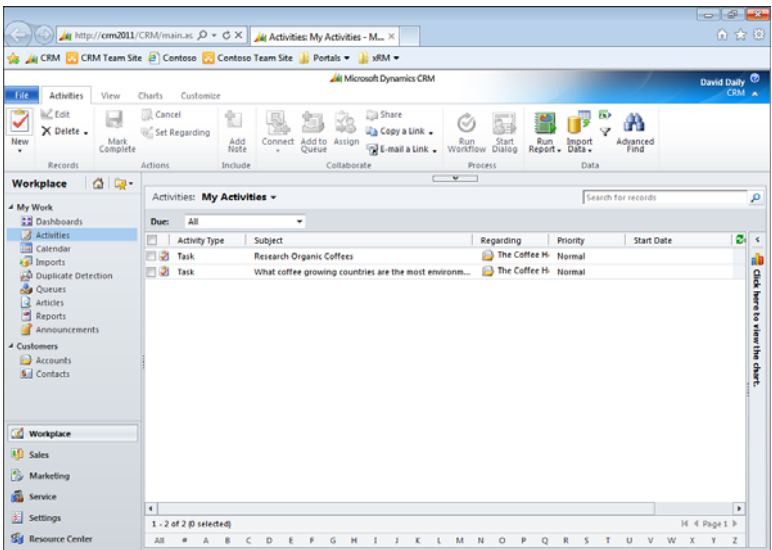 http://crm2011/CRM/main.as
Activities: My Activities - M...
CRM CRM Team Site Contoso Contoso Team Site Portals xRM
Microsoft Dynamics CRM
David Daily
CRM
File Activities View Charts Customize
New
Edit
Delete
Mark Complete
Records
Cancel
Set Regarding
Actions
Add Note
Include
Connect
Add to Queue
Assign
Share
Copy a Link
E-mail a Link
Collaborate
Run Workflow
Start Dialog
Process
Run Report
Import Data
Advanced Find
Data
Workplace
My Work
Dashboards
Activities
Calendar
Imports
Duplicate Detection
Queues
Articles
Reports
Announcements
Customers
Accounts
Contacts
Workplace
Sales
Marketing
Service
Settings
Resource Center
Activities: My Activities
Search for records
Due: All
Activity Type Subject Regarding Priority Start Date
Task Research Organic Coffees The Coffee H Normal
Task What coffee growing countries are the most environm... The Coffee H Normal
Click here to view the chart.
1 - 2 of 2 (0 selected)
Page 1
All # A B C D E F G H I J K L M N O P Q R S T U V W X Y Z